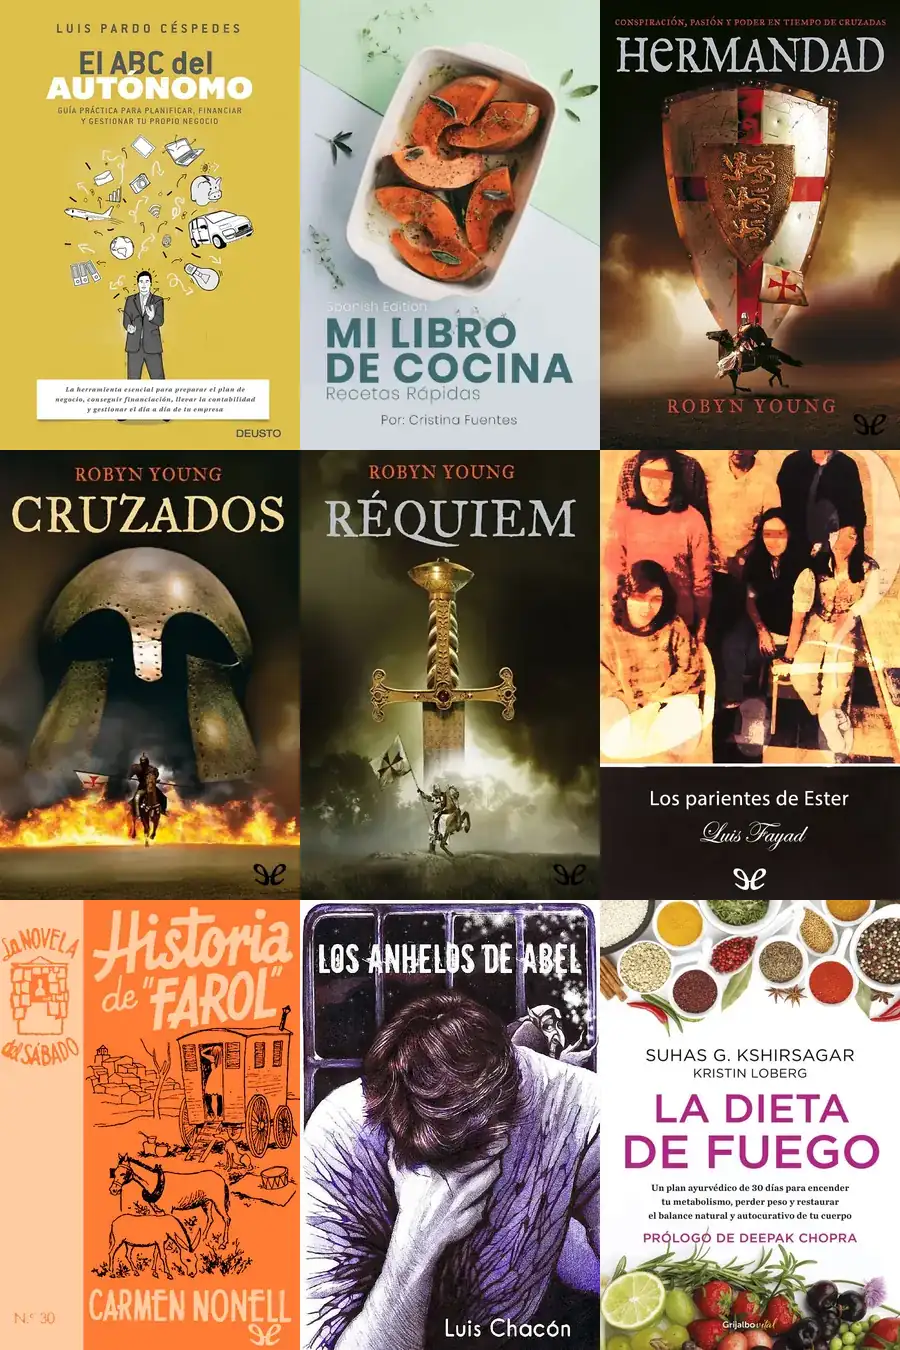 LUIS PARDO CÉSPEDES
El ABC del
AUTÓNOMO
GUÍA PRÁCTICA PARA PLANIFICAR, FINANCIAR
Y GESTIONAR TU PROPIO NEGOCIO
La herramienta esencial para preparar el plan de
negocio, conseguir financiación, llevar la contabilidad
y gestionar el día a día de tu empresa
DEUSTO
Spanish Edition
MI LIBRO
DE COCINA
Recetas Rápidas
Por: Cristina Fuentes
CONSPIRACIÓN, PASIÓN Y PODER EN TIEMPO DE CRUZADAS
HERMANDAD
ROBYN YOUNG
ROBYN YOUNG
CRUZADOS
ROBYN YOUNG
RÉQUIEM
Los parientes de Ester
Luis Fayad
La NOVELA
del SÁBADO
N.º 30
Historia
de "FAROL"
CARMEN NONELL
LOS ANHELOS DE ABEL
Luis Chacón
SUHAS G. KSHIRSAGAR
KRISTIN LOBERG
LA DIETA
DE FUEGO
Un plan ayurvédico de 30 días para encender
tu metabolismo, perder peso y restaurar
el balance natural y autocurativo de tu cuerpo
PRÓLOGO DE DEEPAK CHOPRA
Grijalbo vital